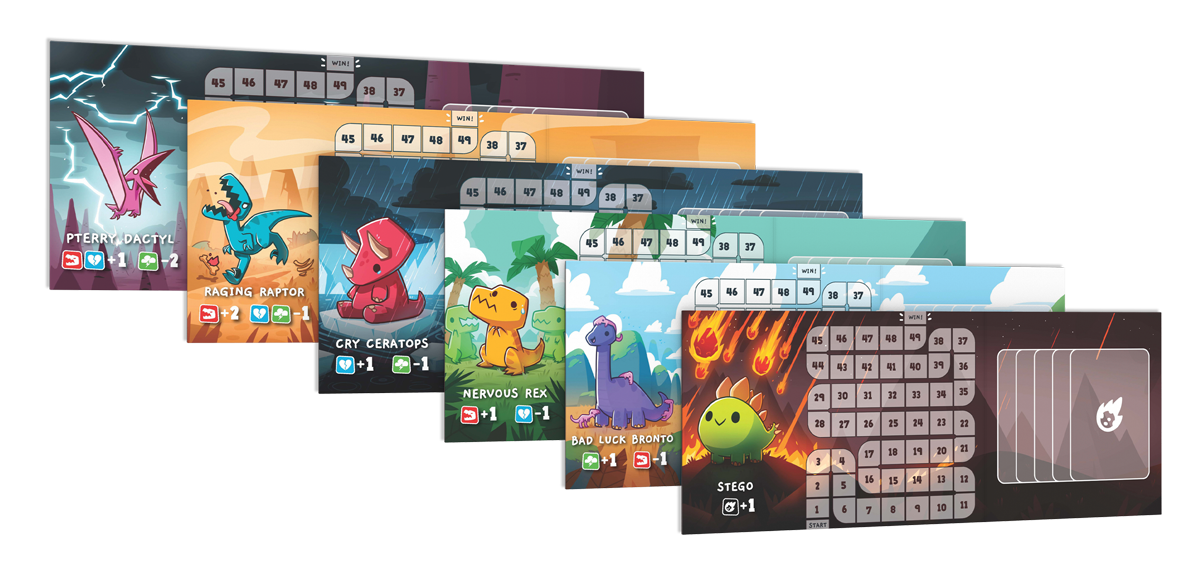 WIN!
45 46 47 48 49 38 37
PTERRY DACTYL
+1 -2
WIN!
45 46 47 48 49 38 37
RAGING RAPTOR
+2 -1
WIN!
45 46 47 48 49 38 37
CRY CERATOPS
+1 -1
WIN!
45 46 47 48 49 38 37
NERVOUS REX
+1 -1
WIN!
45 46 47 48 49 38 37
BAD LUCK BRONTO
+1 -1
WIN!
45 46 47 48 49 38 37
44 43 42 41 40 39 36
29 30 31 32 33 34 35
28 27 26 25 24 23 22
3 4 17 18 19 20 21
2 5 16 15 14 13 12
1 6 7 8 9 10 11
START
STEGO
+1